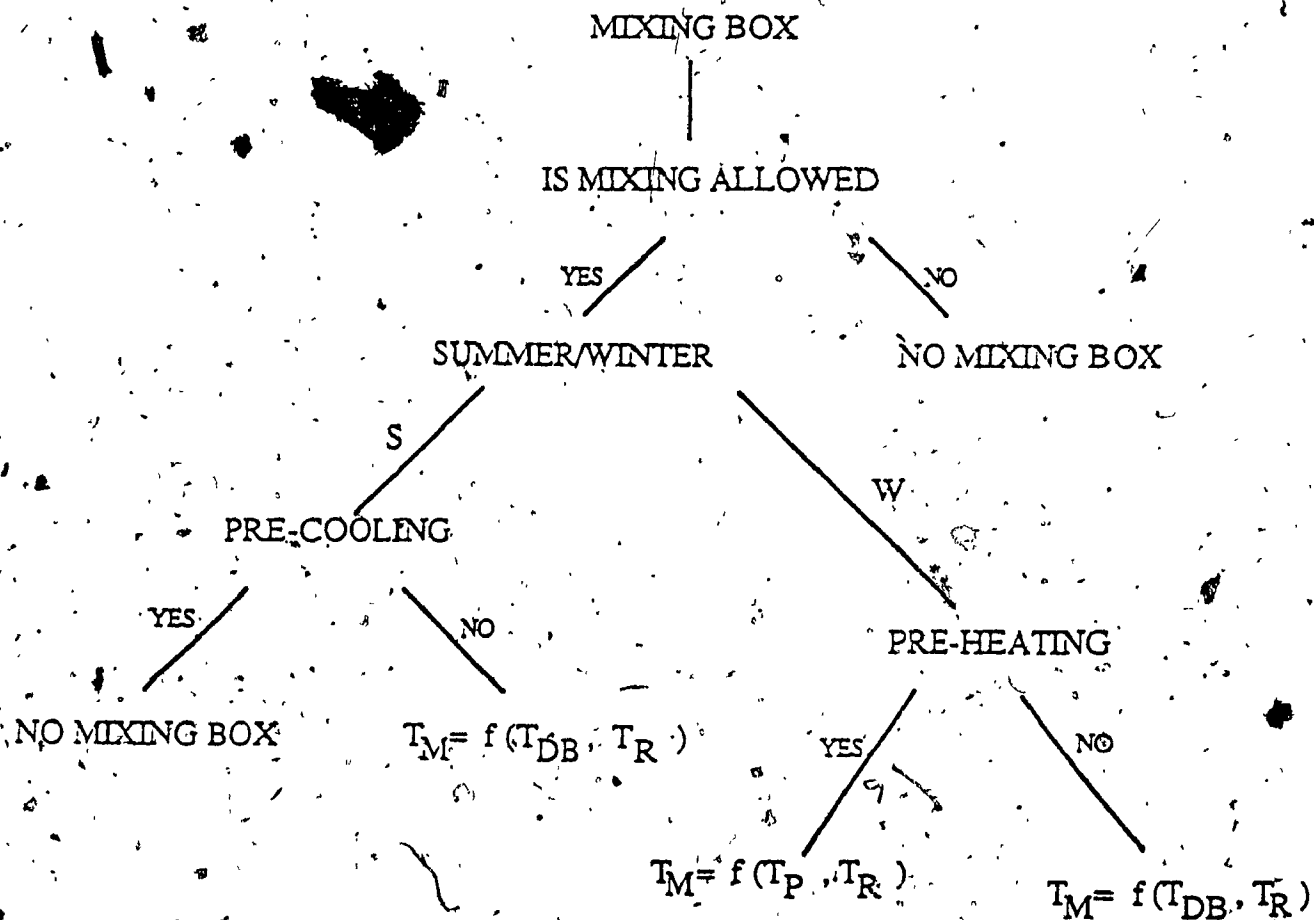 MIXING BOX
IS MIXING ALLOWED
YES
NO
SUMMER/WINTER
NO MIXING BOX
S
W
PRE-COOLING
YES
NO
PRE-HEATING
NO MIXING BOX
T_M = f (T_DB, T_R)
YES
NO
T_M = f (T_P, T_R)
T_M = f (T_DB, T_R)